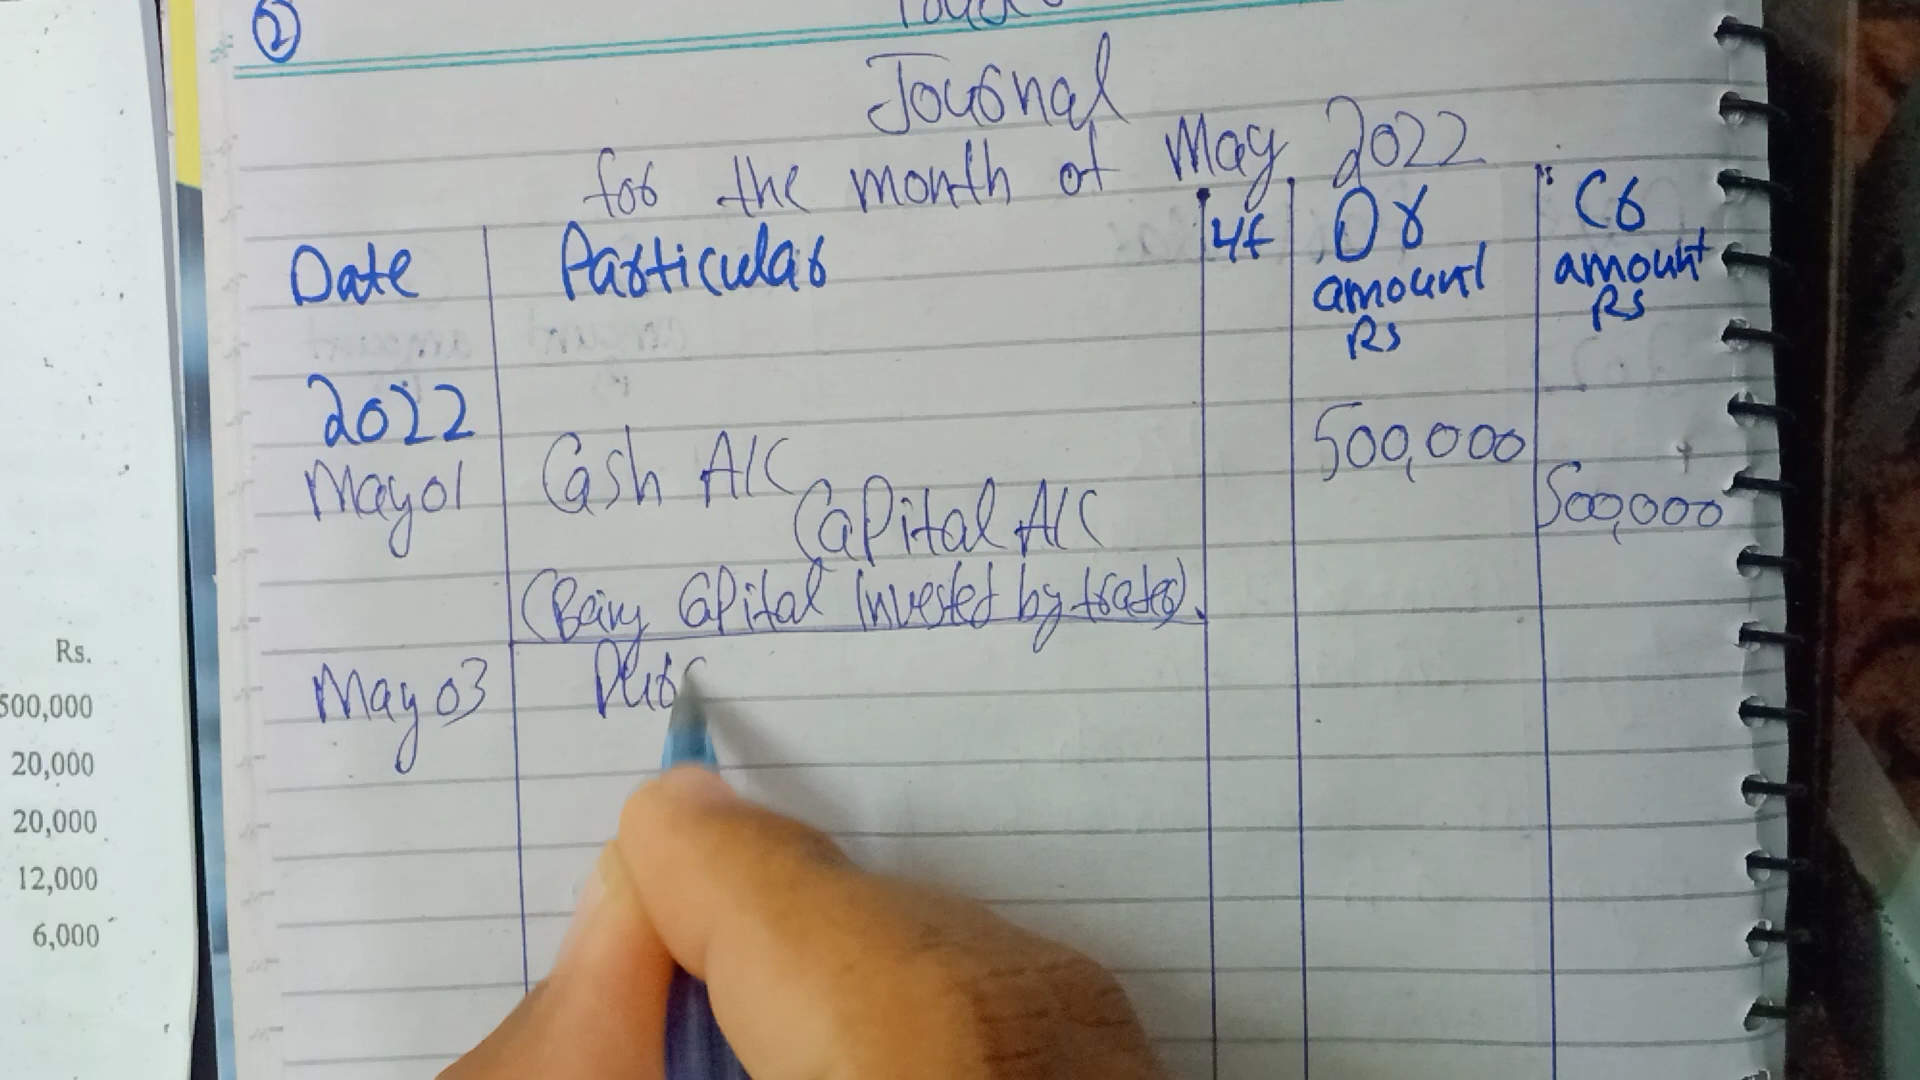 2
Journal
for the month of May, 2022
Date Particular L/f Dr amount Rs Cr amount Rs
2022
May 01 Cash A/C 500,000
Capital A/C 500,000
(Being Capital Invested by trader).
May 03 Purc
Rs.
500,000
20,000
20,000
12,000
6,000